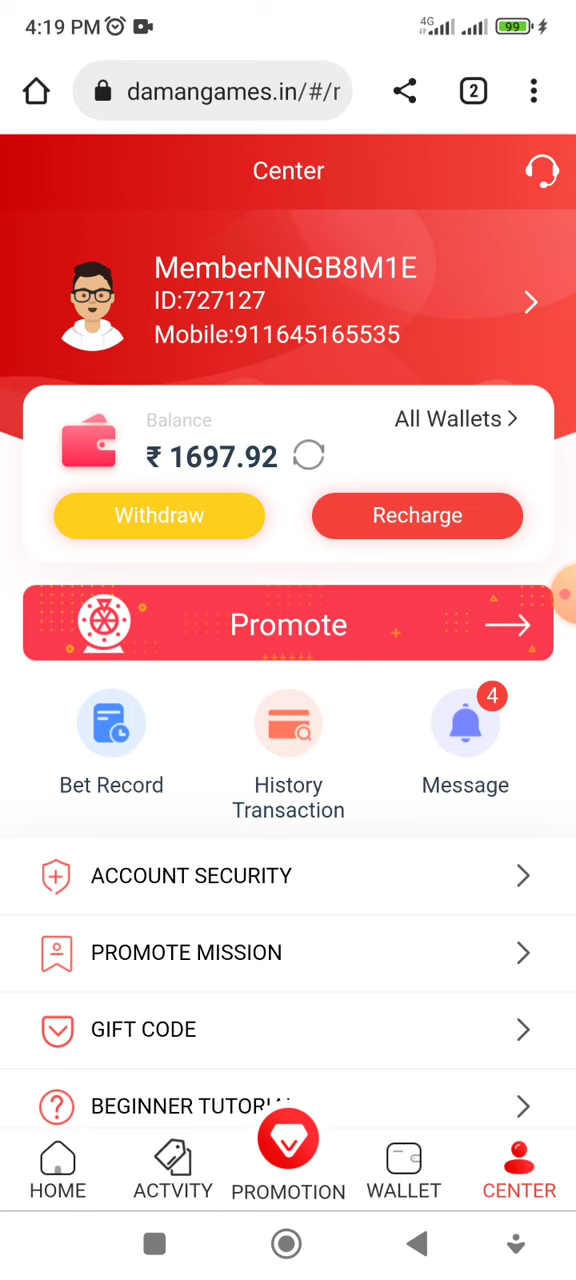 4:19 PM
4G
99
damangames.in/#/r
2
Center
MemberNNGB8M1E
ID:727127
Mobile:911645165535
Balance
All Wallets
₹ 1697.92
Withdraw
Recharge
Promote
4
Bet Record
History
Transaction
Message
ACCOUNT SECURITY
PROMOTE MISSION
GIFT CODE
BEGINNER TUTORIAL
HOME
ACTVITY
PROMOTION
WALLET
CENTER